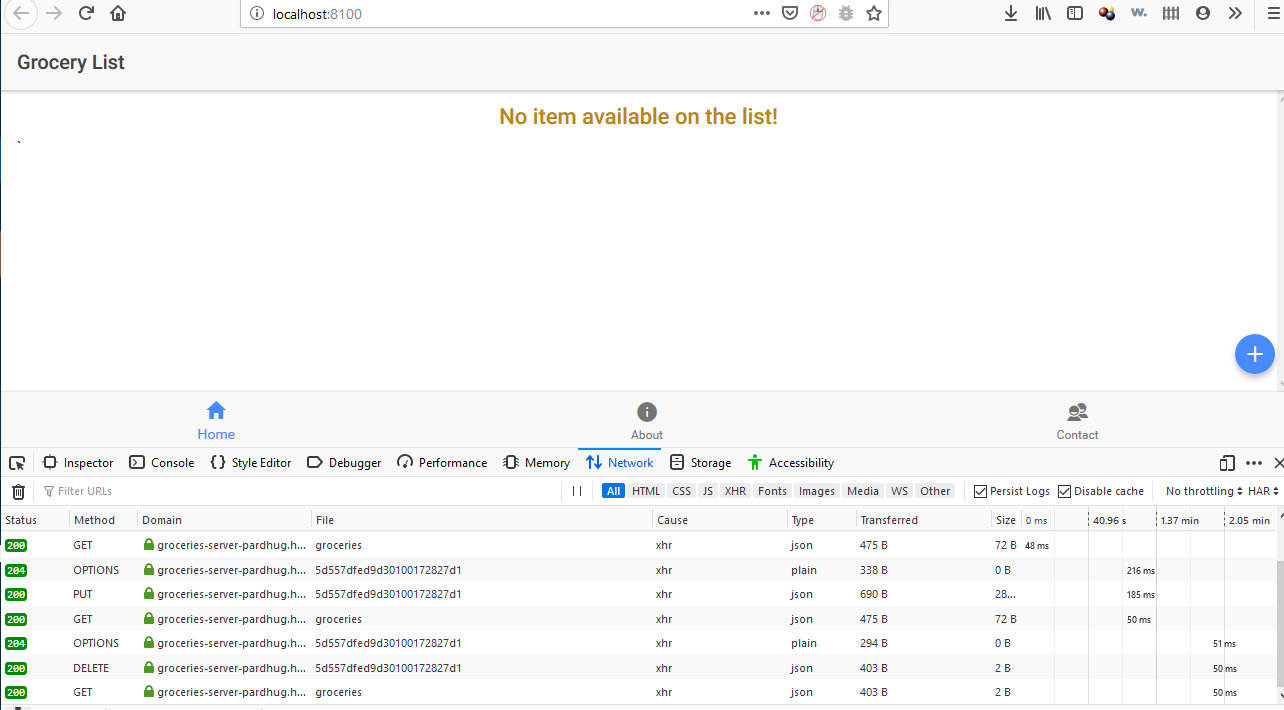 localhost:8100
w.
Grocery List
No item available on the list!
`
Home About Contact
Inspector Console {} Style Editor Debugger Performance Memory Network Storage Accessibility
Filter URLs All HTML CSS JS XHR Fonts Images Media WS Other Persist Logs Disable cache No throttling HAR
Status Method Domain File Cause Type Transferred Size 0 ms 40.96 s 1.37 min 2.05 min
200 GET groceries-server-pardhug.h... groceries xhr json 475 B 72 B 48 ms
204 OPTIONS groceries-server-pardhug.h... 5d557dfed9d30100172827d1 xhr plain 338 B 0 B 216 ms
200 PUT groceries-server-pardhug.h... 5d557dfed9d30100172827d1 xhr json 690 B 28... 185 ms
200 GET groceries-server-pardhug.h... groceries xhr json 475 B 72 B 50 ms
204 OPTIONS groceries-server-pardhug.h... 5d557dfed9d30100172827d1 xhr plain 294 B 0 B 51 ms
200 DELETE groceries-server-pardhug.h... 5d557dfed9d30100172827d1 xhr json 403 B 2 B 50 ms
200 GET groceries-server-pardhug.h... groceries xhr json 403 B 2 B 50 ms